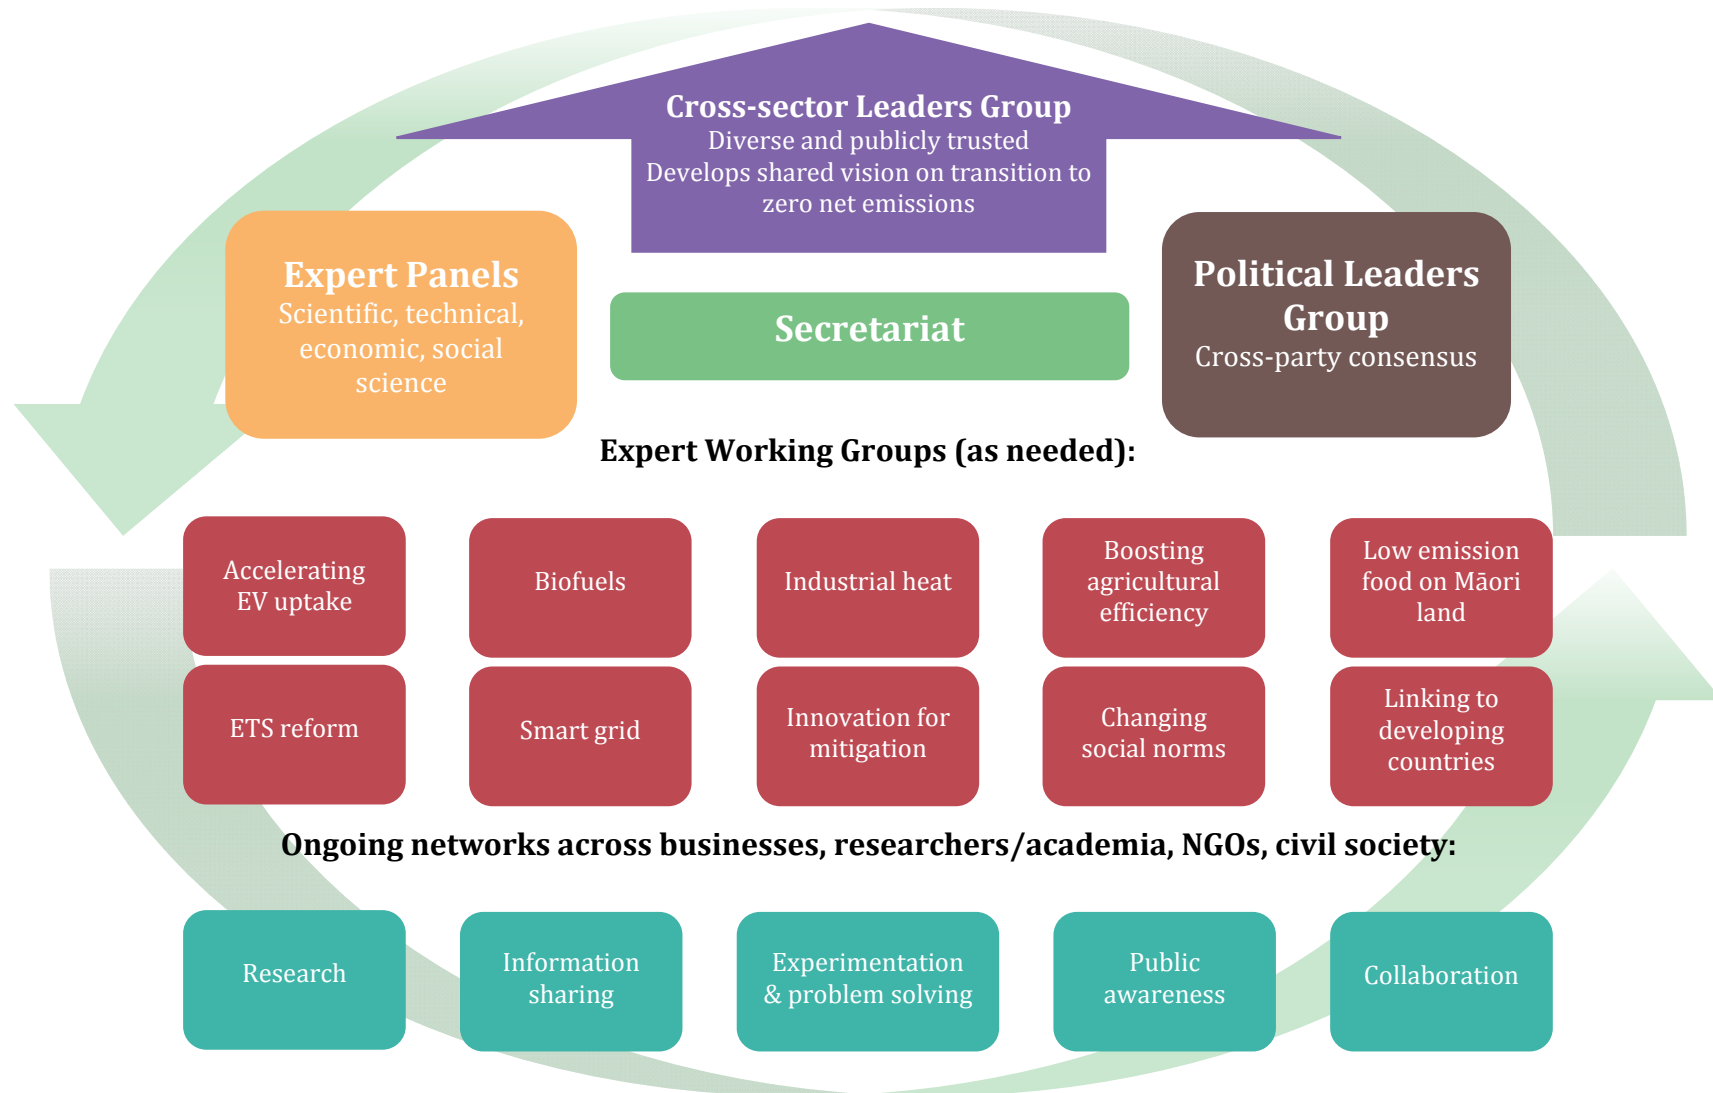 Cross-sector Leaders Group
Diverse and publicly trusted
Develops shared vision on transition to
zero net emissions
Expert Panels
Scientific, technical,
economic, social
science
Secretariat
Political Leaders
Group
Cross-party consensus
Expert Working Groups (as needed):
Accelerating
EV uptake
Biofuels
Industrial heat
Boosting
agricultural
efficiency
Low emission
food on Māori
land
ETS reform
Smart grid
Innovation for
mitigation
Changing
social norms
Linking to
developing
countries
Ongoing networks across businesses, researchers/academia, NGOs, civil society:
Research
Information
sharing
Experimentation
& problem solving
Public
awareness
Collaboration